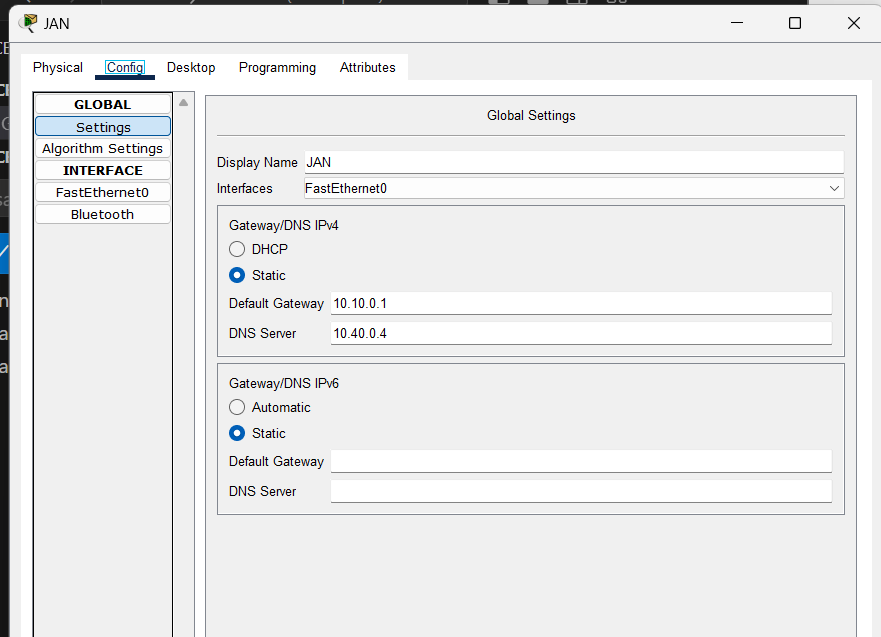 JAN
Physical Config Desktop Programming Attributes
GLOBAL
Settings
Algorithm Settings
INTERFACE
FastEthernet0
Bluetooth
Global Settings
Display Name JAN
Interfaces FastEthernet0
Gateway/DNS IPv4
DHCP
Static
Default Gateway 10.10.0.1
DNS Server 10.40.0.4
Gateway/DNS IPv6
Automatic
Static
Default Gateway
DNS Server